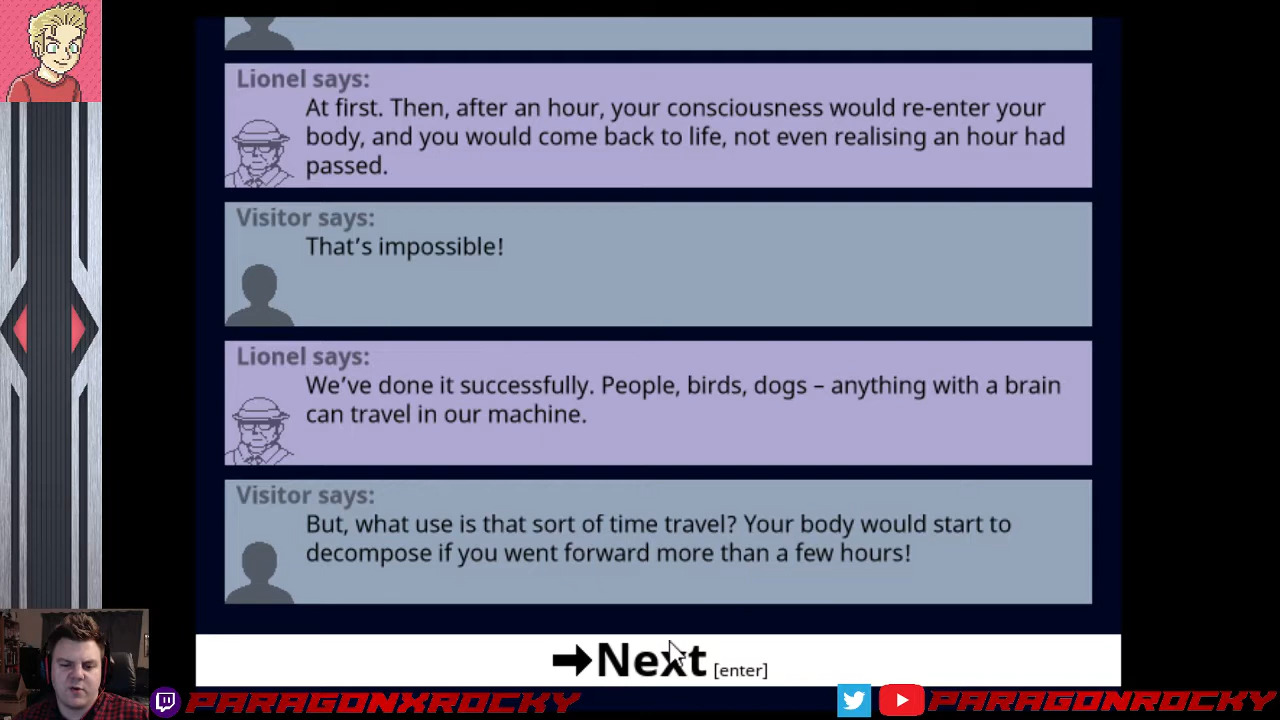 Lionel says:
At first. Then, after an hour, your consciousness would re-enter your
body, and you would come back to life, not even realising an hour had
passed.
Visitor says:
That's impossible!
Lionel says:
We've done it successfully. People, birds, dogs – anything with a brain
can travel in our machine.
Visitor says:
But, what use is that sort of time travel? Your body would start to
decompose if you went forward more than a few hours!
➡Next [enter]
PARAGONXROCKY
PARAGONROCKY